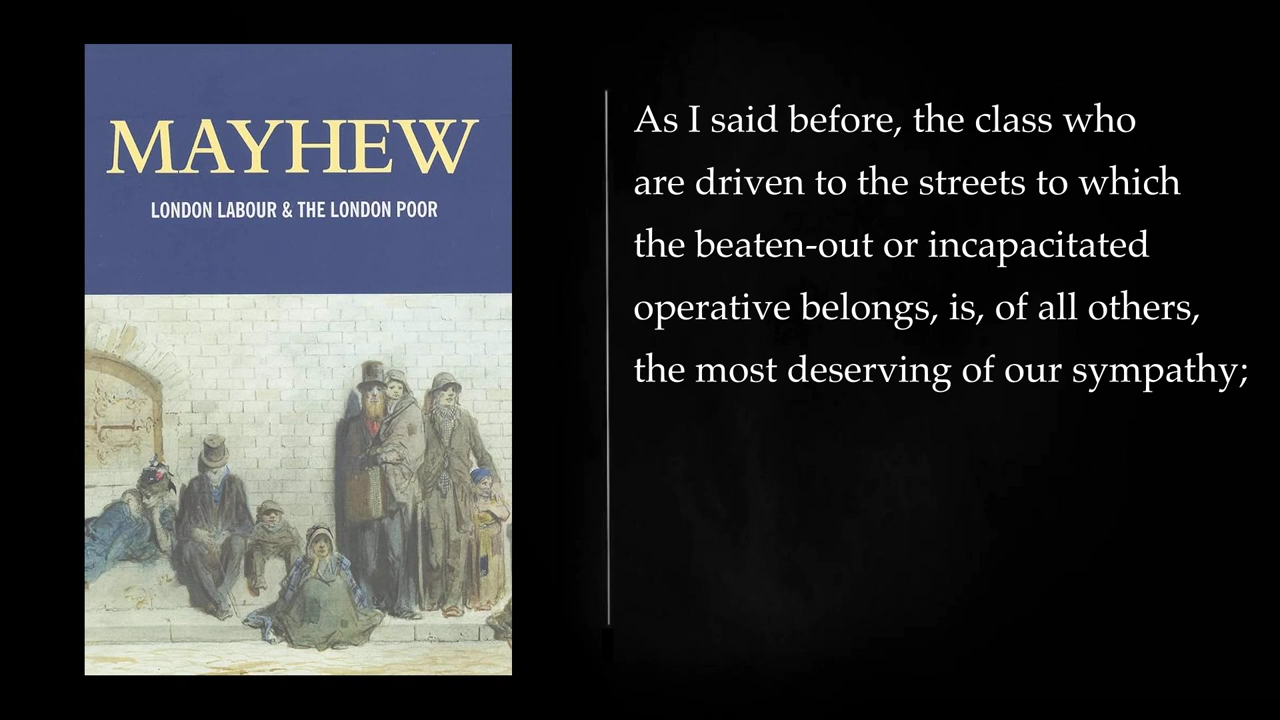 MAYHEW
LONDON LABOUR & THE LONDON POOR
As I said before, the class who
are driven to the streets to which
the beaten-out or incapacitated
operative belongs, is, of all others,
the most deserving of our sympathy;